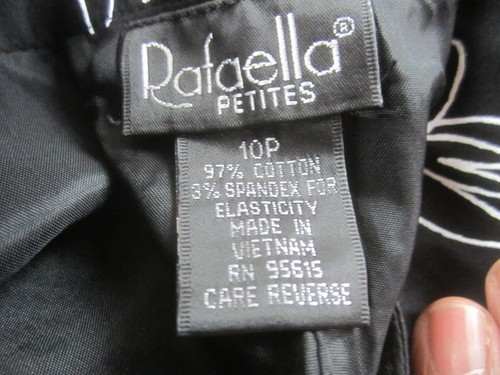 Rafaella®
PETITES
10P
97% COTTON
3% SPANDEX FOR
ELASTICITY
MADE IN
VIETNAM
RN 95615
CARE REVERSE